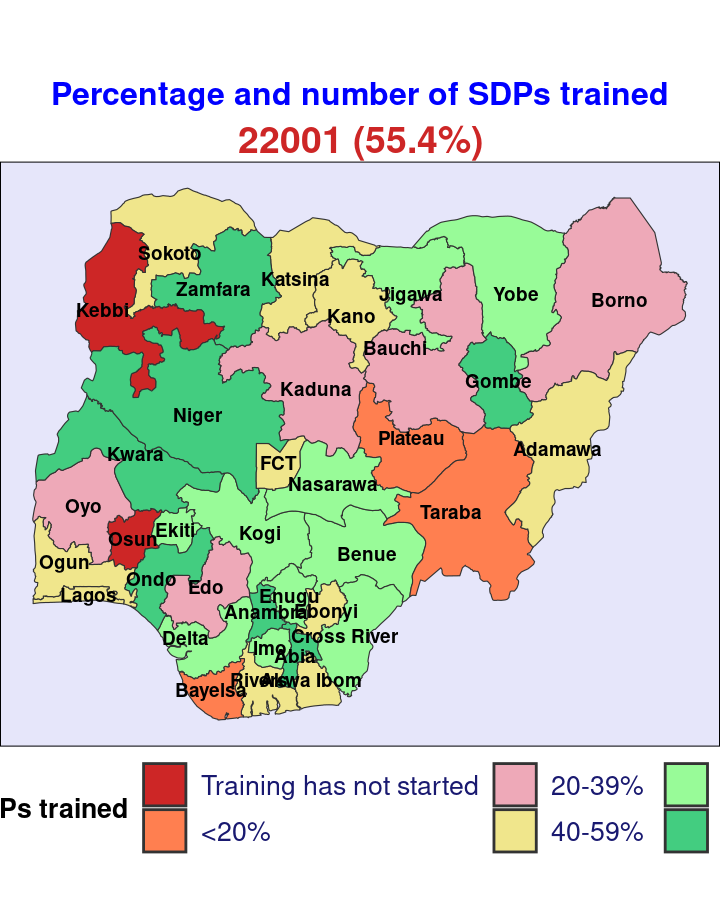 Percentage and number of SDPs trained
22001 (55.4%)
Sokoto
Kebbi
Zamfara
Katsina
Kano
Jigawa
Yobe
Borno
Bauchi
Gombe
Kaduna
Niger
Adamawa
Plateau
Kwara
FCT
Nasarawa
Taraba
Oyo
Osun
Ekiti
Kogi
Benue
Ogun
Lagos
Ondo
Edo
Enugu
Anambra
Ebonyi
Delta
Cross River
Imo
Abia
Rivers
Akwa Ibom
Bayelsa
Ps trained
Training has not started
20-39%
<20%
40-59%